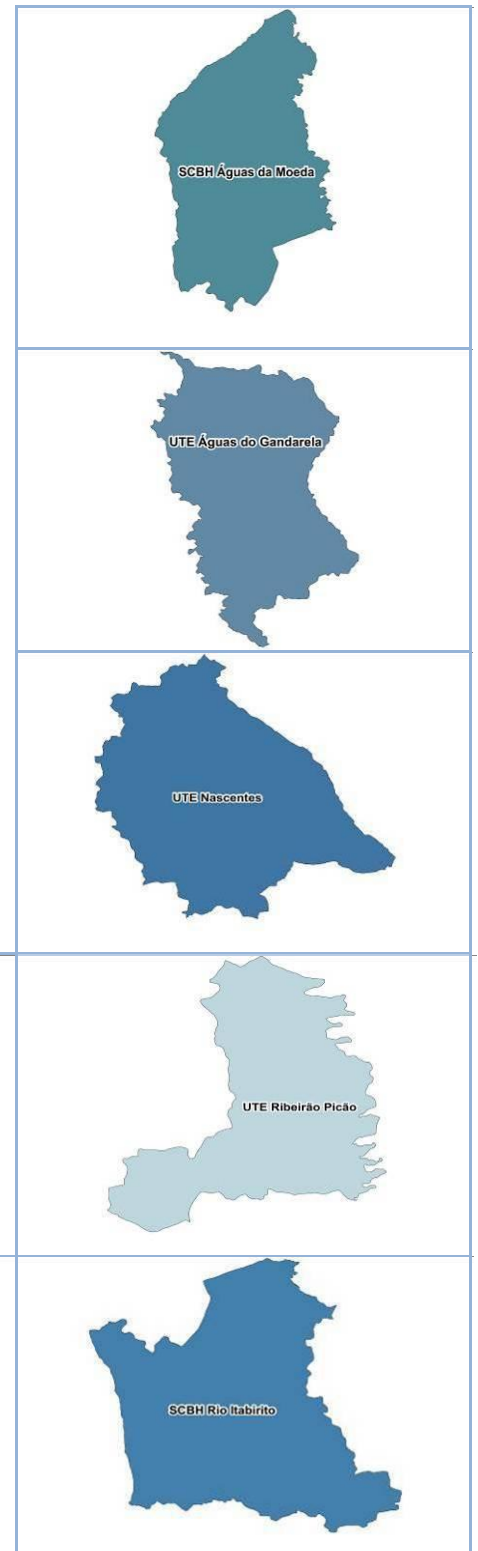 SCBH Águas da Moeda
UTE Águas do Gandarela
UTE Nascentes
UTE Ribeirão Picão
SCBH Rio Itabirito